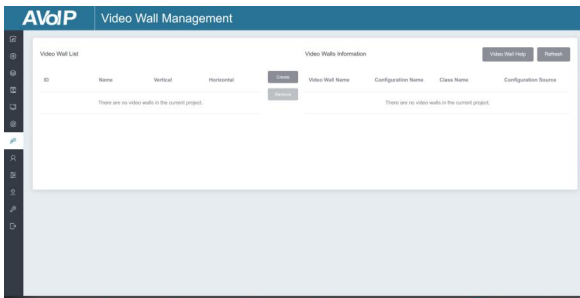 AVoIP
Video Wall Management
Video Wall List
Video Walls Information
Video Wall Help
Refresh
ID
Name
Vertical
Horizontal
Create
Remove
Video Wall Name
Configuration Name
Class Name
Configuration Source
There are no video walls in the current project.
There are no video walls in the current project.